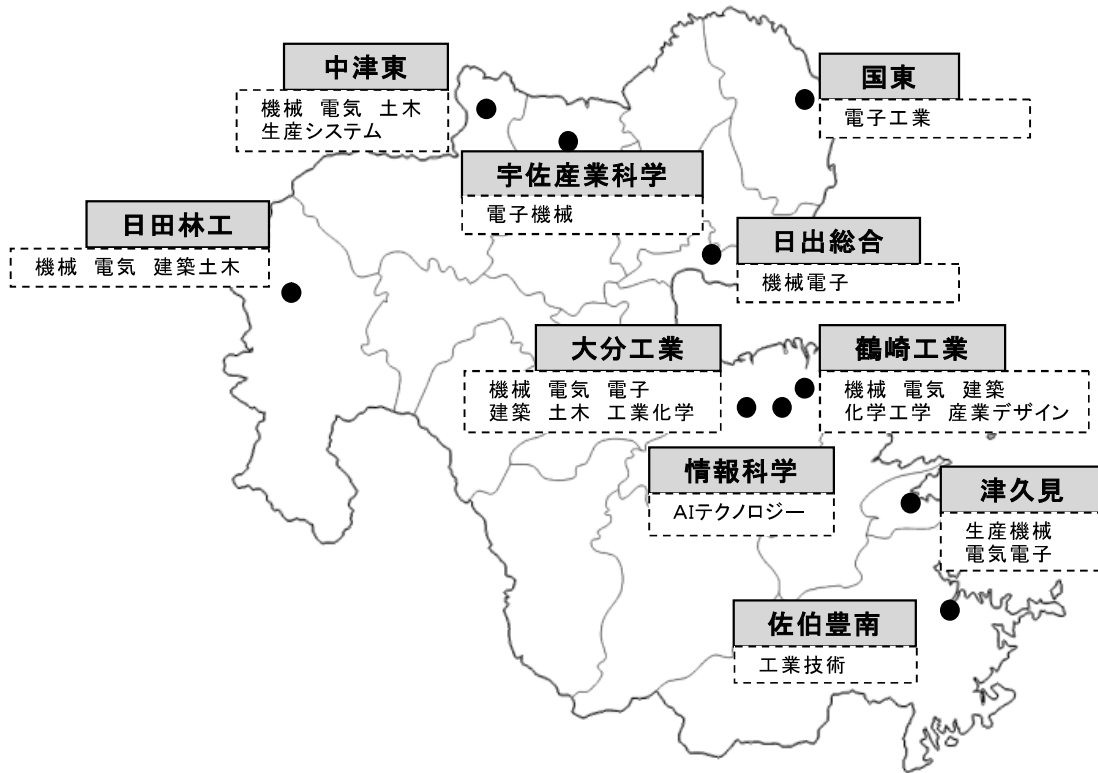 中津東
機械 電気 土木
生産システム
国東
電子工業
宇佐産業科学
電子機械
日田林工
機械 電気 建築土木
日出総合
機械電子
大分工業
機械 電気 電子
建築 土木 工業化学
鶴崎工業
機械 電気 建築
化学工学 産業デザイン
情報科学
AIテクノロジー
津久見
生産機械
電気電子
佐伯豊南
工業技術